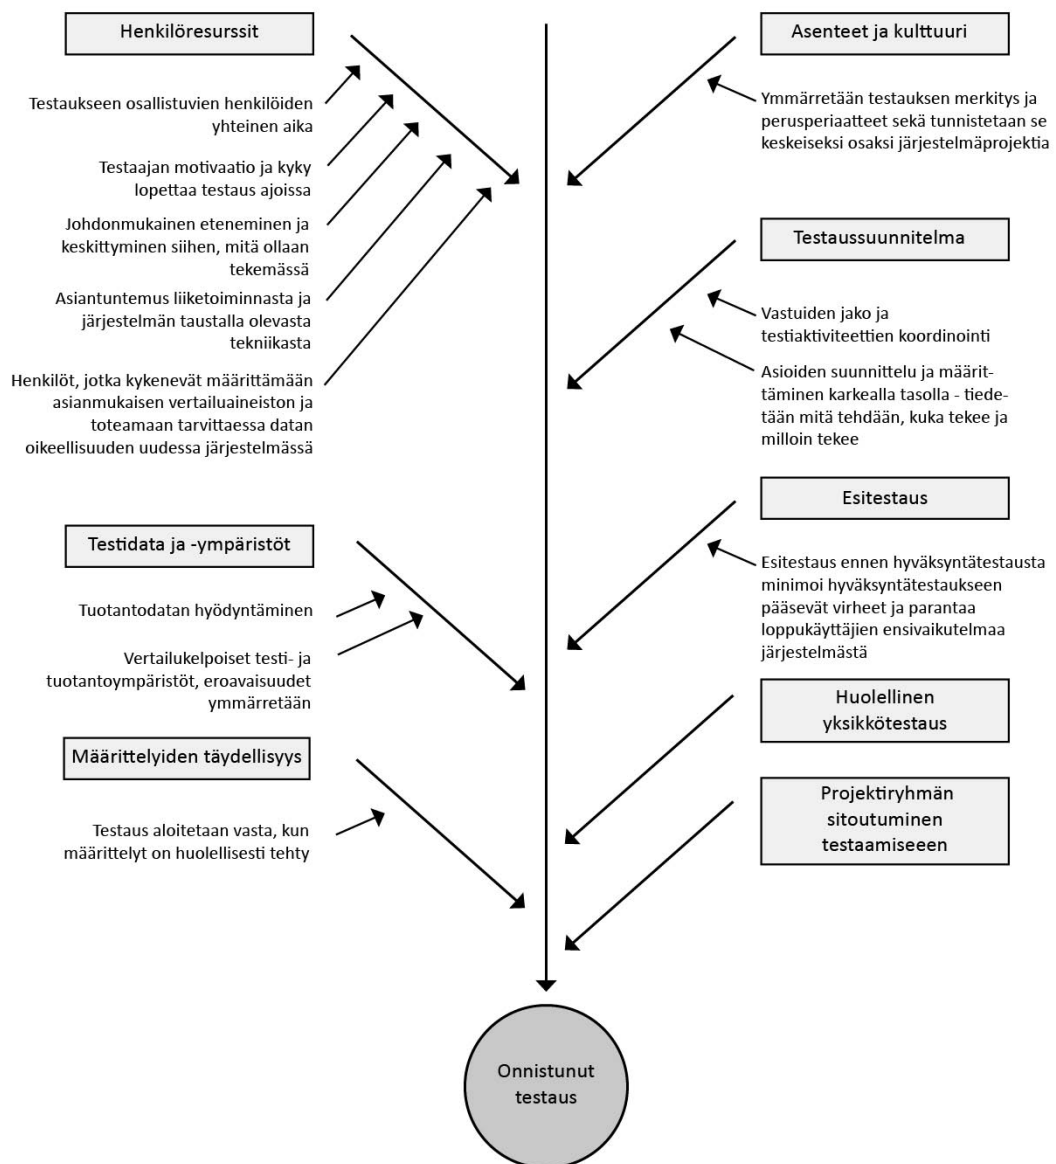 Henkilöresurssit
Testaukseen osallistuvien henkilöiden
yhteinen aika
Testaajan motivaatio ja kyky
lopettaa testaus ajoissa
Johdonmukainen eteneminen ja
keskittyminen siihen, mitä ollaan
tekemässä
Asiantuntemus liiketoiminnasta ja
järjestelmän taustalla olevasta
tekniikasta
Henkilöt, jotka kykenevät määrittämään
asianmukaisen vertailuaineiston ja
toteamaan tarvittaessa datan
oikeellisuuden uudessa järjestelmässä
Testidata ja -ympäristöt
Tuotantodatan hyödyntäminen
Vertailukelpoiset testi- ja
tuotantoympäristöt, eroavaisuudet
ymmärretään
Määrittelyiden täydellisyys
Testaus aloitetaan vasta, kun
määrittelyt on huolellisesti tehty
Asenteet ja kulttuuri
Ymmärretään testauksen merkitys ja
perusperiaatteet sekä tunnistetaan se
keskeiseksi osaksi järjestelmäprojektia
Testaussuunnitelma
Vastuiden jako ja
testiaktiviteettien koordinointi
Asioiden suunnittelu ja määrit-
täminen karkealla tasolla - tiede-
tään mitä tehdään, kuka tekee ja
milloin tekee
Esitestaus
Esitestaus ennen hyväksyntätestausta
minimoi hyväksyntätestaukseen
pääsevät virheet ja parantaa
loppukäyttäjien ensivaikutelmaa
järjestelmästä
Huolellinen
yksikkötestaus
Projektiryhmän
sitoutuminen
testaamiseeen
Onnistunut
testaus